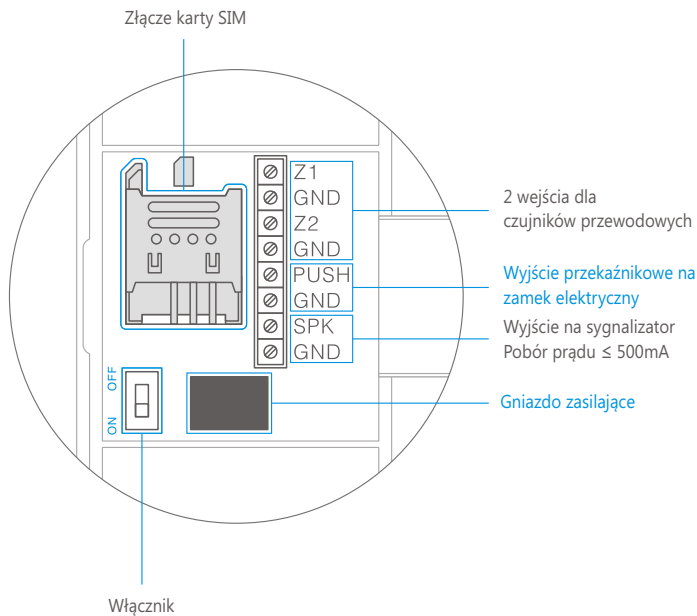 Złącze karty SIM
Z1
GND
Z2
GND
PUSH
GND
SPK
GND
2 wejścia dla
czujników przewodowych
Wyjście przekaźnikowe na
zamek elektryczny
Wyjście na sygnalizator
Pobór prądu ≤ 500mA
OFF
ON
Gniazdo zasilające
Włącznik